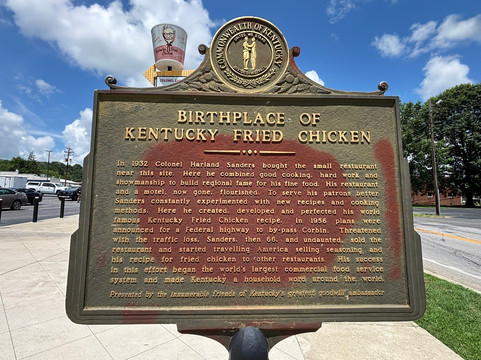 COMMONWEALTH OF KENTUCKY
BIRTHPLACE OF
KENTUCKY FRIED CHICKEN
In 1932 Colonel Harland Sanders bought the small restaurant
near this site. Here he combined good cooking, hard work and
showmanship to build regional fame for his fine food. His restaurant
and a motel, now gone, flourished. To serve his patrons better,
Sanders constantly experimented with new recipes and cooking
methods. Here he created, developed and perfected his world
famous Kentucky Fried Chicken recipe. In 1956 plans were
announced for a Federal highway to by-pass Corbin. Threatened
with the traffic loss, Sanders, then 66, and undaunted, sold the
restaurant and started travelling America selling seasoning and
his recipe for fried chicken to other restaurants. His success
in this effort began the world's largest commercial food service
system and made Kentucky a household word around the world.
Presented by the innumerable friends of Kentucky's greatest goodwill ambassador